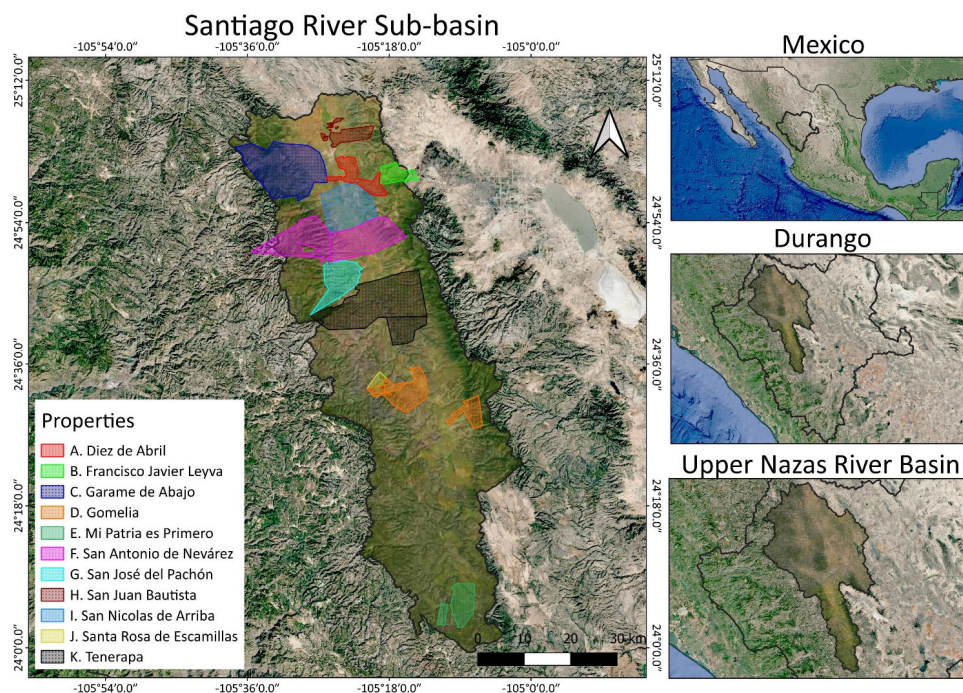 Santiago River Sub-basin
-105°54'0.0″ -105°36'0.0″ -105°18'0.0″ -105°0'0.0″
25°12'0.0″ 25°12'0.0″
24°54'0.0″ 24°54'0.0″
24°36'0.0″ 24°36'0.0″
24°18'0.0″
24°0'0.0″ 24°0'0.0″
Properties
A. Diez de Abril
B. Francisco Javier Leyva
C. Garame de Abajo
D. Gomelia
E. Mi Patria es Primero
F. San Antonio de Nevárez
G. San José del Pachón
H. San Juan Bautista
I. San Nicolas de Arriba
J. Santa Rosa de Escamillas
K. Tenerapa
0 10 20 30 km
-105°54'0.0″ -105°36'0.0″ -105°18'0.0″ -105°0'0.0″
Mexico
Durango
Upper Nazas River Basin
24°18'0.0″